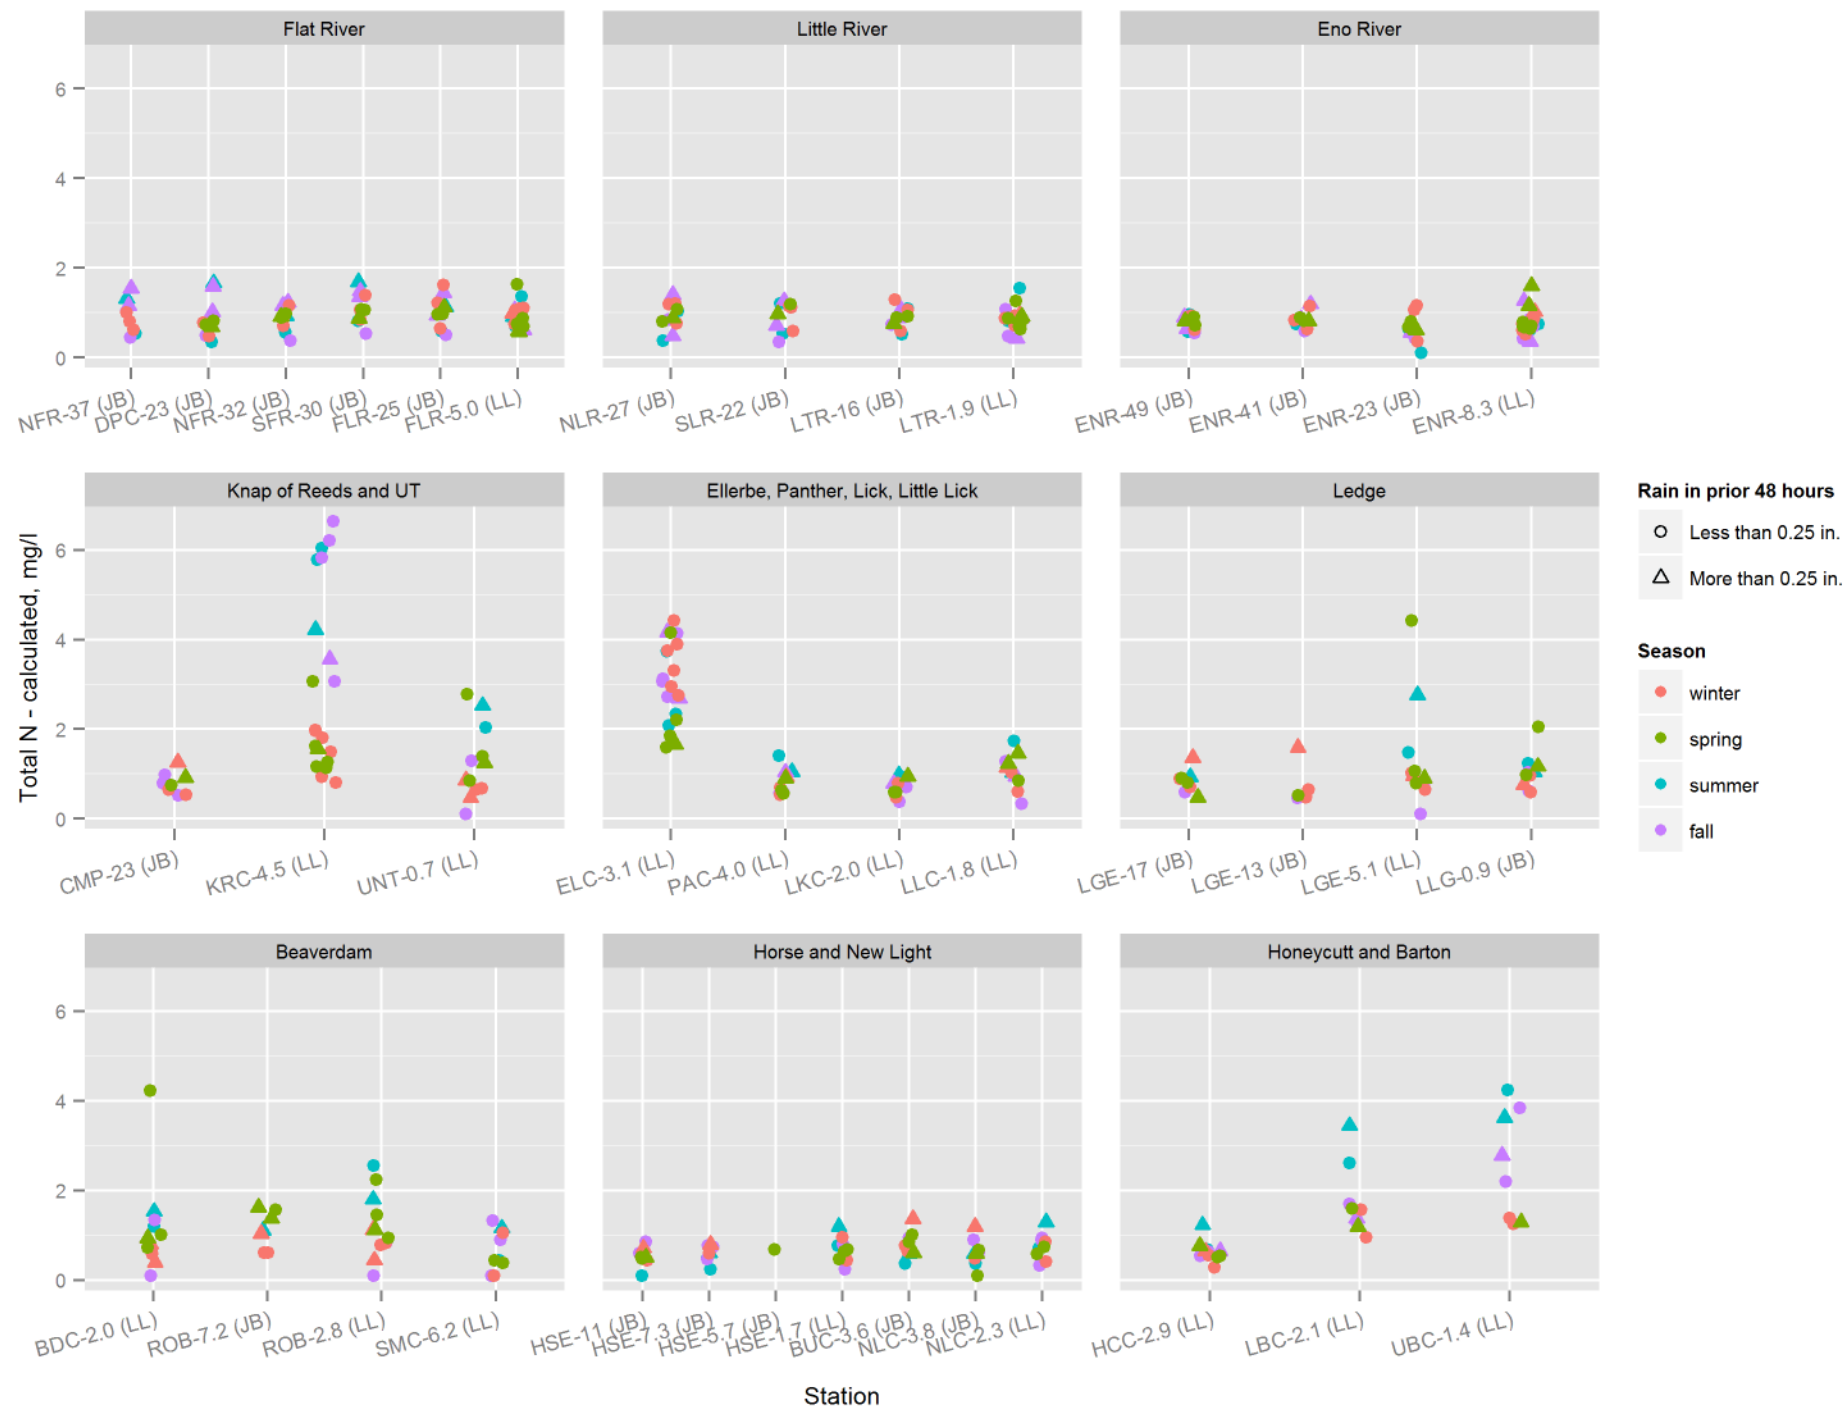 Flat River
Little River
Eno River
6
4
2
0
NFR-37 (JB)
DPC-23 (JB)
NFR-32 (JB)
SFR-30 (JB)
FLR-25 (JB)
FLR-5.0 (LL)
NLR-27 (JB)
SLR-22 (JB)
LTR-16 (JB)
LTR-1.9 (LL)
ENR-49 (JB)
ENR-41 (JB)
ENR-23 (JB)
ENR-8.3 (LL)
Total N - calculated, mg/l
Knap of Reeds and UT
Ellerbe, Panther, Lick, Little Lick
Ledge
6
4
2
0
CMP-23 (JB)
KRC-4.5 (LL)
UNT-0.7 (LL)
ELC-3.1 (LL)
PAC-4.0 (LL)
LKC-2.0 (LL)
LLC-1.8 (LL)
LGE-17 (JB)
LGE-13 (JB)
LGE-5.1 (LL)
LLG-0.9 (JB)
Rain in prior 48 hours
Less than 0.25 in.
More than 0.25 in.
Season
winter
spring
summer
fall
Beaverdam
Horse and New Light
Honeycutt and Barton
6
4
2
0
BDC-2.0 (LL)
ROB-7.2 (JB)
ROB-2.8 (LL)
SMC-6.2 (LL)
HSE-11 (JB)
HSE-7.3 (JB)
HSE-5.7 (JB)
HSE-1.7 (LL)
BUC-3.6 (JB)
NLC-3.8 (JB)
NLC-2.3 (LL)
HCC-2.9 (LL)
LBC-2.1 (LL)
UBC-1.4 (LL)
Station